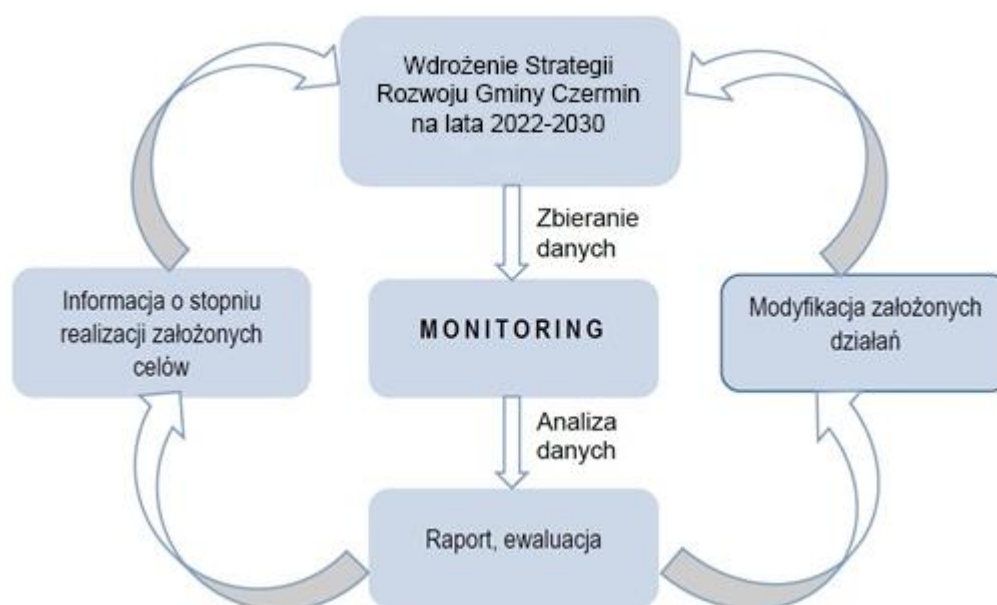 Wdrożenie Strategii
Rozwoju Gminy Czermin
na lata 2022-2030
Zbieranie
danych
Informacja o stopniu
realizacji założonych
celów
MONITORING
Modyfikacja założonych
działań
Analiza
danych
Raport, ewaluacja